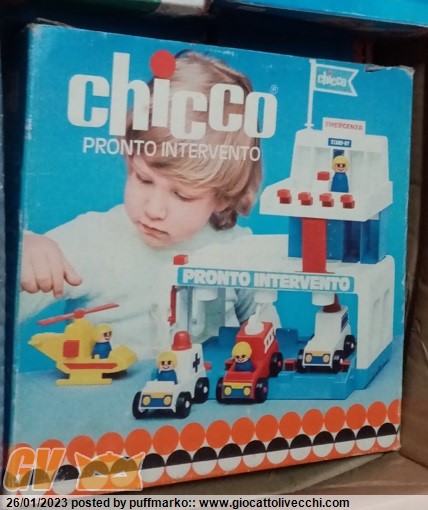 chicco
PRONTO INTERVENTO
chicco
EMERGENZA
STAND-BY
PRONTO INTERVENTO
GV
26/01/2023 posted by puffmarko:: www.giocattolivecchi.com